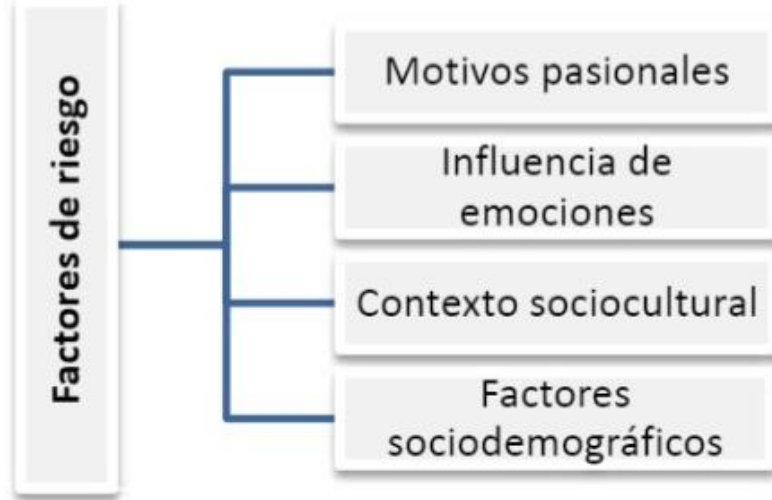 Factores de riesgo
Motivos pasionales
Influencia de
emociones
Contexto sociocultural
Factores
sociodemográficos